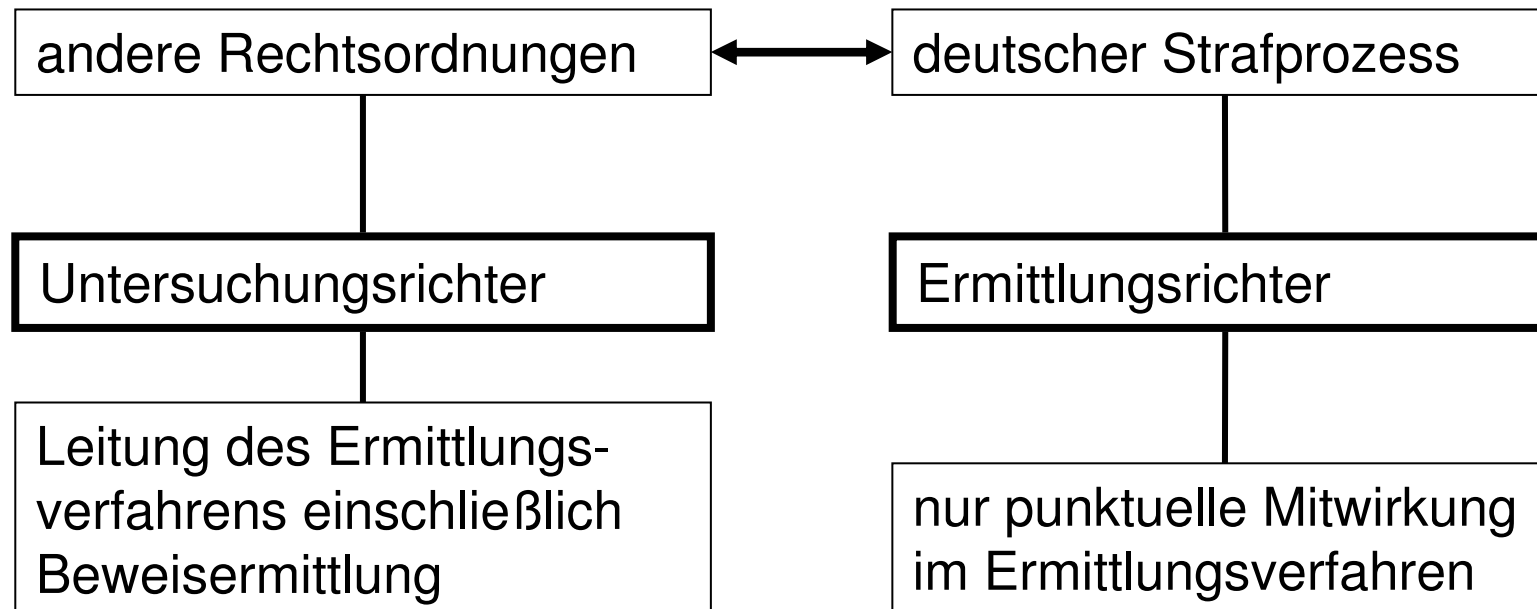 andere Rechtsordnungen
deutscher Strafprozess
Untersuchungsrichter
Ermittlungsrichter
Leitung des Ermittlungs-
verfahrens einschließlich
Beweisermittlung
nur punktuelle Mitwirkung
im Ermittlungsverfahren